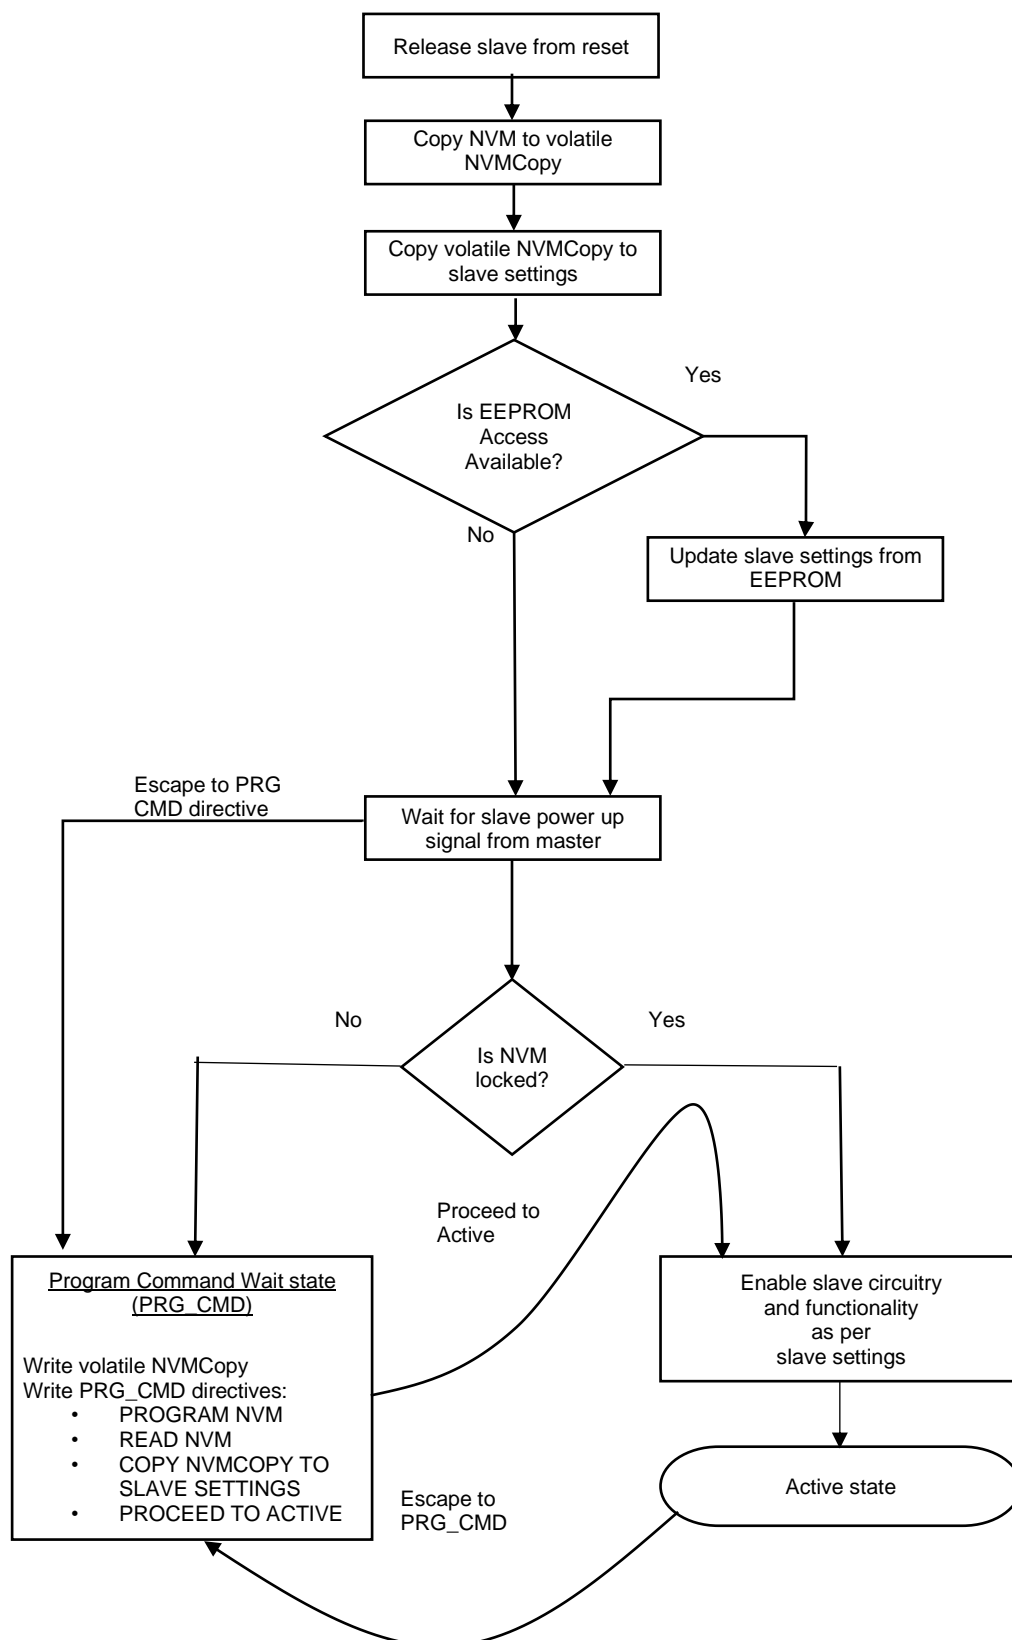 Release slave from reset
Copy NVM to volatile
NVMCopy
Copy volatile NVMCopy to
slave settings
Yes
Is EEPROM
Access
Available?
No
Update slave settings from
EEPROM
Escape to PRG
CMD directive
Wait for slave power up
signal from master
No
Yes
Is NVM
locked?
Proceed to
Active
Program Command Wait state
(PRG_CMD)
Write volatile NVMCopy
Write PRG_CMD directives:
• PROGRAM NVM
• READ NVM
• COPY NVMCOPY TO
SLAVE SETTINGS
• PROCEED TO ACTIVE
Enable slave circuitry
and functionality
as per
slave settings
Escape to
PRG_CMD
Active state